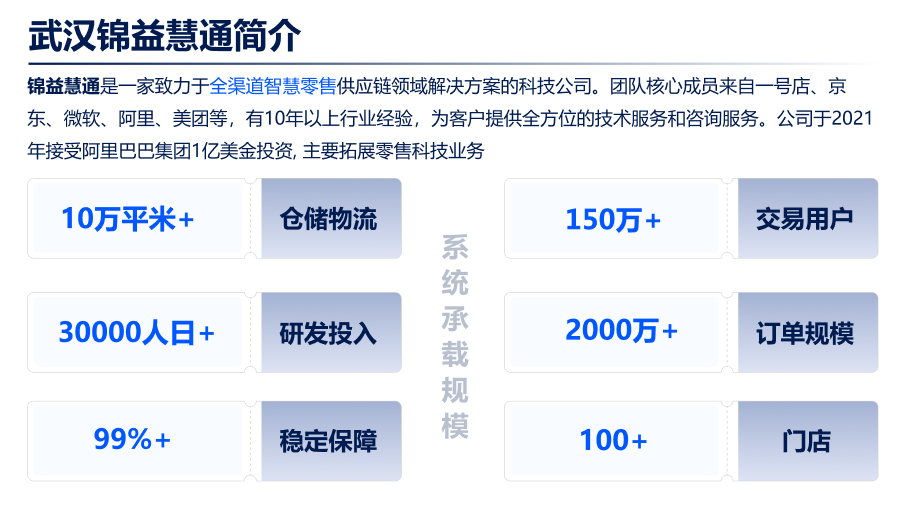 武汉锦益慧通简介
锦益慧通是一家致力于全渠道智慧零售供应链领域解决方案的科技公司。团队核心成员来自一号店、京
东、微软、阿里、美团等，有10年以上行业经验，为客户提供全方位的技术服务和咨询服务。公司于2021
年接受阿里巴巴集团1亿美金投资, 主要拓展零售科技业务
10万平米+ 仓储物流
30000人日+ 研发投入
99%+ 稳定保障
系统承载规模
150万+ 交易用户
2000万+ 订单规模
100+ 门店